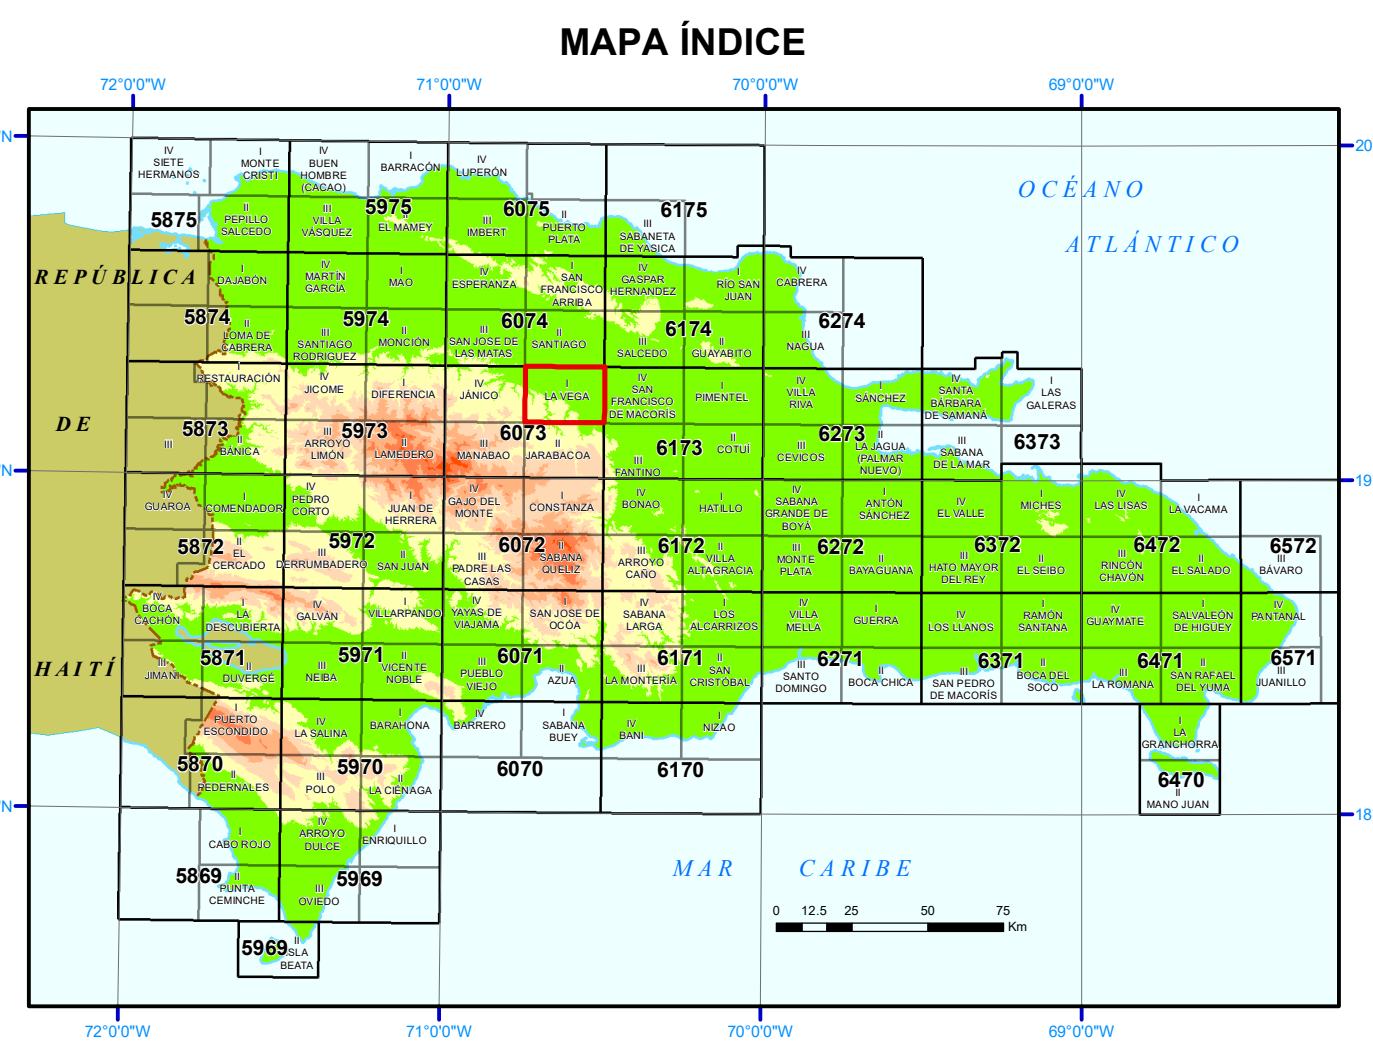 MAPA ÍNDICE
72°0'0"W
71°0'0"W
70°0'0"W
69°0'0"W
N
20
OCÉANO
ATLÁNTICO
IV
SIETE
HERMANOS
I
MONTE
CRISTI
IV
BUEN
HOMBRE
(CACAO)
I
BARRACÓN
IV
LUPERÓN
5875
II
PEPILLO
SALCEDO
III
VILLA
VÁSQUEZ
5975
II
EL MAMEY
III
IMBERT
6075
II
PUERTO
PLATA
6175
III
SABANETA
DE YASICA
REPÚBLICA
I
DAJABÓN
IV
MARTÍN
GARCÍA
I
MAO
IV
ESPERANZA
I
SAN
FRANCISCO
ARRIBA
IV
GASPAR
HERNANDEZ
I
RÍO SAN
JUAN
IV
CABRERA
5874
II
LOMA DE
CABRERA
III
SANTIAGO
RODRIGUEZ
5974
II
MONCIÓN
III
SAN JOSE DE
LAS MATAS
6074
II
SANTIAGO
III
SALCEDO
6174
II
GUAYABITO
III
NAGUA
6274
I
RESTAURACIÓN
IV
JICOME
I
DIFERENCIA
IV
JÁNICO
I
LA VEGA
IV
SAN
FRANCISCO
DE MACORÍS
I
PIMENTEL
IV
VILLA
RIVA
I
SÁNCHEZ
IV
SANTA
BÁRBARA
DE SAMANÁ
I
LAS
GALERAS
DE
III
5873
II
BÁNICA
III
ARROYO
LIMÓN
5973
II
LAMEDERO
III
MANABAO
6073
II
JARABACOA
III
FANTINO
6173
II
COTUÍ
III
CEVICOS
6273
II
LA JAGUA
(PALMAR
NUEVO)
III
SABANA
DE LA MAR
6373
N
19
IV
GUAROA
I
COMENDADOR
IV
PEDRO
CORTO
I
JUAN DE
HERRERA
IV
GAJO DEL
MONTE
I
CONSTANZA
IV
BONAO
I
HATILLO
IV
SABANA
GRANDE DE
BOYÁ
I
ANTÓN
SÁNCHEZ
IV
EL VALLE
I
MICHES
IV
LAS LISAS
I
LA VACAMA
5872
II
EL
CERCADO
III
DERRUMBADERO
5972
II
SAN JUAN
III
PADRE LAS
CASAS
6072
II
SABANA
QUELIZ
III
ARROYO
CAÑO
6172
II
VILLA
ALTAGRACIA
III
MONTE
PLATA
6272
II
BAYAGUANA
III
HATO MAYOR
DEL REY
6372
II
EL SEIBO
III
RINCÓN
CHAVÓN
6472
II
EL SALADO
6572
III
BÁVARO
IV
BOCA
CACHÓN
I
LA
DESCUBIERTA
IV
GALVÁN
I
VILLARPANDO
IV
YAYAS DE
VIAJAMA
I
SAN JOSE DE
OCÓA
IV
SABANA
LARGA
I
LOS
ALCARRIZOS
IV
VILLA
MELLA
I
GUERRA
IV
LOS LLANOS
I
RAMÓN
SANTANA
IV
GUAYMATE
I
SALVALEÓN
DE HIGÜEY
IV
PANTANAL
HAITÍ
III
JIMANÍ
5871
II
DUVERGÉ
III
NEIBA
5971
II
VICENTE
NOBLE
III
PUEBLO
VIEJO
6071
II
AZUA
III
LA MONTERÍA
6171
II
SAN
CRISTÓBAL
III
SANTO
DOMINGO
6271
II
BOCA CHICA
III
SAN PEDRO
DE MACORÍS
6371
II
BOCA DEL
SOCO
III
LA ROMANA
6471
II
SAN RAFAEL
DEL YUMA
6571
III
JUANILLO
I
PUERTO
ESCONDIDO
IV
LA SALINA
I
BARAHONA
IV
BARRERO
I
SABANA
BUEY
IV
BANI
I
NIZAO
I
LA
GRANCHORRA
5870
II
PEDERNALES
III
POLO
5970
II
LA CIÉNAGA
6070
6170
6470
II
MANO JUAN
N
18
I
CABO ROJO
IV
ARROYO
DULCE
I
ENRIQUILLO
MAR CARIBE
5869
II
PUNTA
CEMINCHE
III
OVIEDO
5969
0 12.5 25 50 75
Km
5969
II
ISLA
BEATA
72°0'0"W
71°0'0"W
70°0'0"W
69°0'0"W